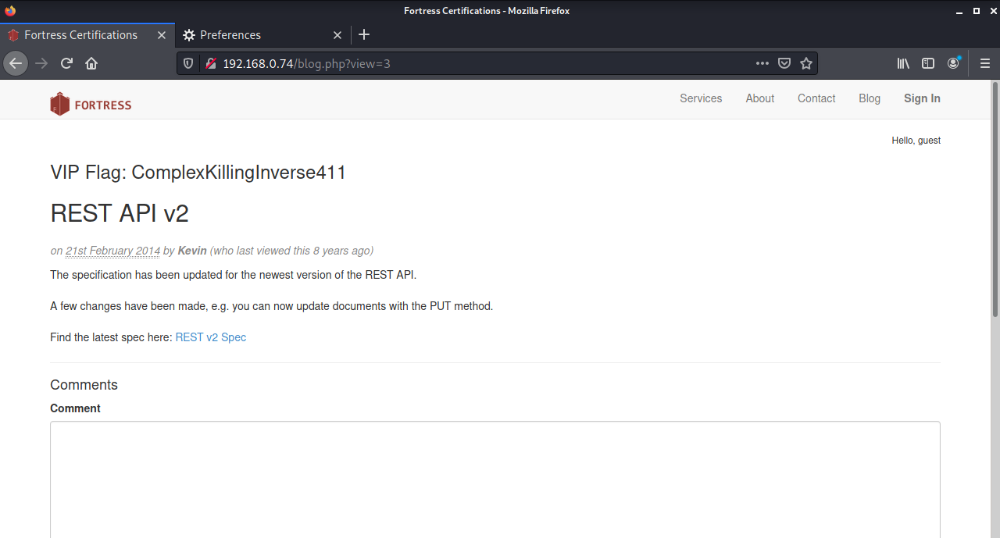 Fortress Certifications - Mozilla Firefox
Fortress Certifications
Preferences
192.168.0.74/blog.php?view=3
FORTRESS
Services About Contact Blog Sign In
Hello, guest
VIP Flag: ComplexKillingInverse411
REST API v2
on 21st February 2014 by Kevin (who last viewed this 8 years ago)
The specification has been updated for the newest version of the REST API.
A few changes have been made, e.g. you can now update documents with the PUT method.
Find the latest spec here: REST v2 Spec
Comments
Comment